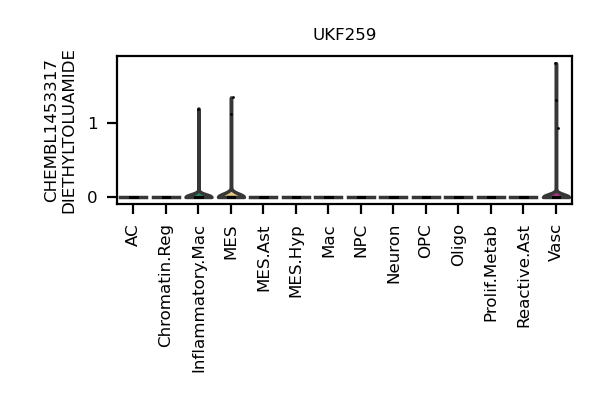 UKF259
CHEMBL1453317
DIETHYLTOLUAMIDE
1
0
AC
Chromatin.Reg
Inflammatory.Mac
MES
MES.Ast
MES.Hyp
Mac
NPC
Neuron
OPC
Oligo
Prolif.Metab
Reactive.Ast
Vasc